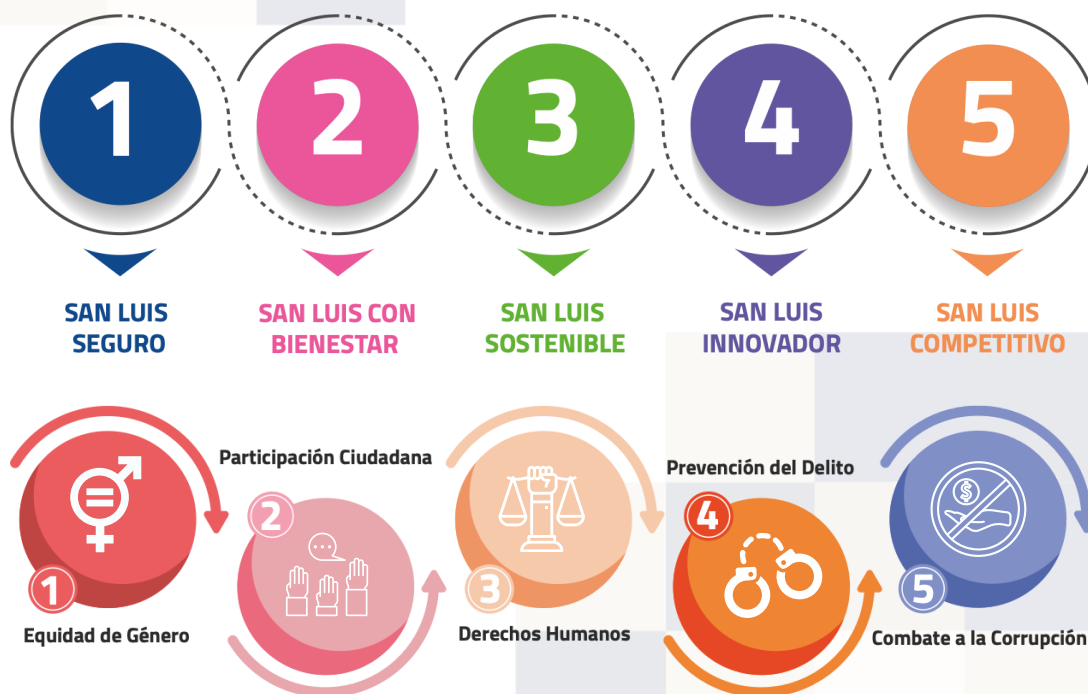 1
2
3
4
5
SAN LUIS
SEGURO
SAN LUIS CON
BIENESTAR
SAN LUIS
SOSTENIBLE
SAN LUIS
INNOVADOR
SAN LUIS
COMPETITIVO
1
Equidad de Género
Participación Ciudadana
2
3
Derechos Humanos
Prevención del Delito
4
$
5
Combate a la Corrupción